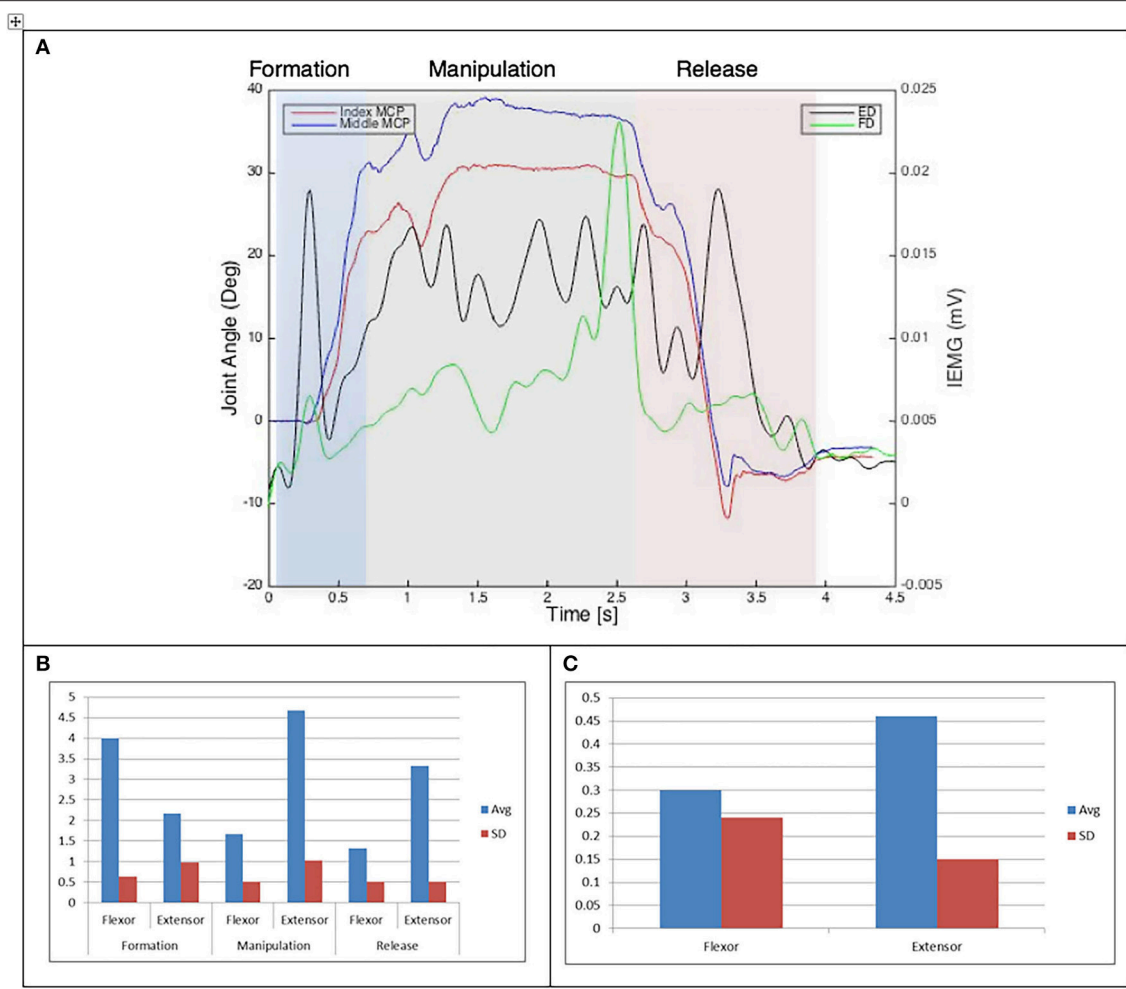 A
Formation Manipulation Release
40 0.025
Index MCP ED
Middle MCP FD
30 0.02
20 0.015
10 0.01
0 0.005
-10 0
-20 -0.005
Joint Angle (Deg)
IEMG (mV)
0 0.5 1 1.5 2 2.5 3 3.5 4 4.5
Time [s]
B
5
4.5
4
3.5
3
2.5
2
1.5
1
0.5
0
Avg
SD
Flexor Extensor Flexor Extensor Flexor Extensor
Formation Manipulation Release
C
0.5
0.45
0.4
0.35
0.3
0.25
0.2
0.15
0.1
0.05
0
Avg
SD
Flexor Extensor